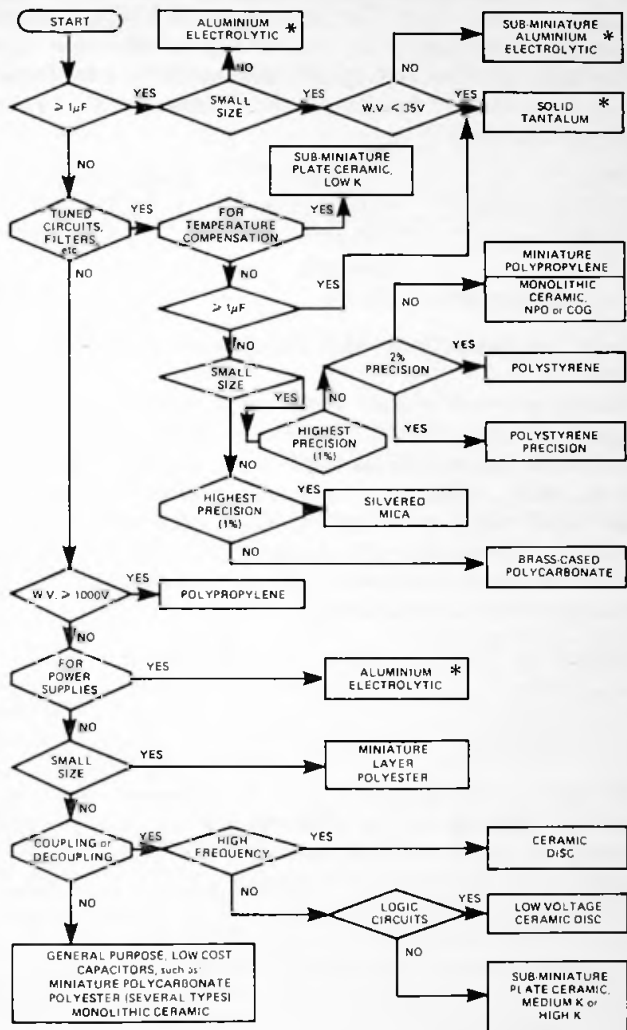 START
ALUMINIUM
ELECTROLYTIC *
SUB-MINIATURE
ALUMINIUM *
ELECTROLYTIC
NO
NO
⩾ 1µF
YES
SMALL
SIZE
YES
W.V < 35V
YES
SOLID *
TANTALUM
NO
SUB-MINIATURE
PLATE CERAMIC,
LOW K
TUNED
CIRCUITS,
FILTERS,
etc
YES
FOR
TEMPERATURE
COMPENSATION
YES
NO
NO
MINIATURE
POLYPROPYLENE
MONOLITHIC
CERAMIC,
NPO or COG
⩾ 1µF
YES
NO
NO
SMALL
SIZE
YES
2%
PRECISION
YES
POLYSTYRENE
NO
HIGHEST
PRECISION
(1%)
YES
POLYSTYRENE
PRECISION
NO
HIGHEST
PRECISION
(1%)
YES
SILVERED
MICA
NO
BRASS-CASED
POLYCARBONATE
W.V. ⩾ 1000V
YES
POLYPROPYLENE
NO
FOR
POWER
SUPPLIES
YES
ALUMINIUM *
ELECTROLYTIC
NO
SMALL
SIZE
YES
MINIATURE
LAYER
POLYESTER
NO
COUPLING or
DECOUPLING
YES
HIGH
FREQUENCY
YES
CERAMIC
DISC
NO
NO
LOGIC
CIRCUITS
YES
LOW VOLTAGE
CERAMIC DISC
NO
GENERAL PURPOSE, LOW COST
CAPACITORS, such as:
MINIATURE POLYCARBONATE
POLYESTER (SEVERAL TYPES)
MONOLITHIC CERAMIC
SUB-MINIATURE
PLATE CERAMIC,
MEDIUM K or
HIGH K